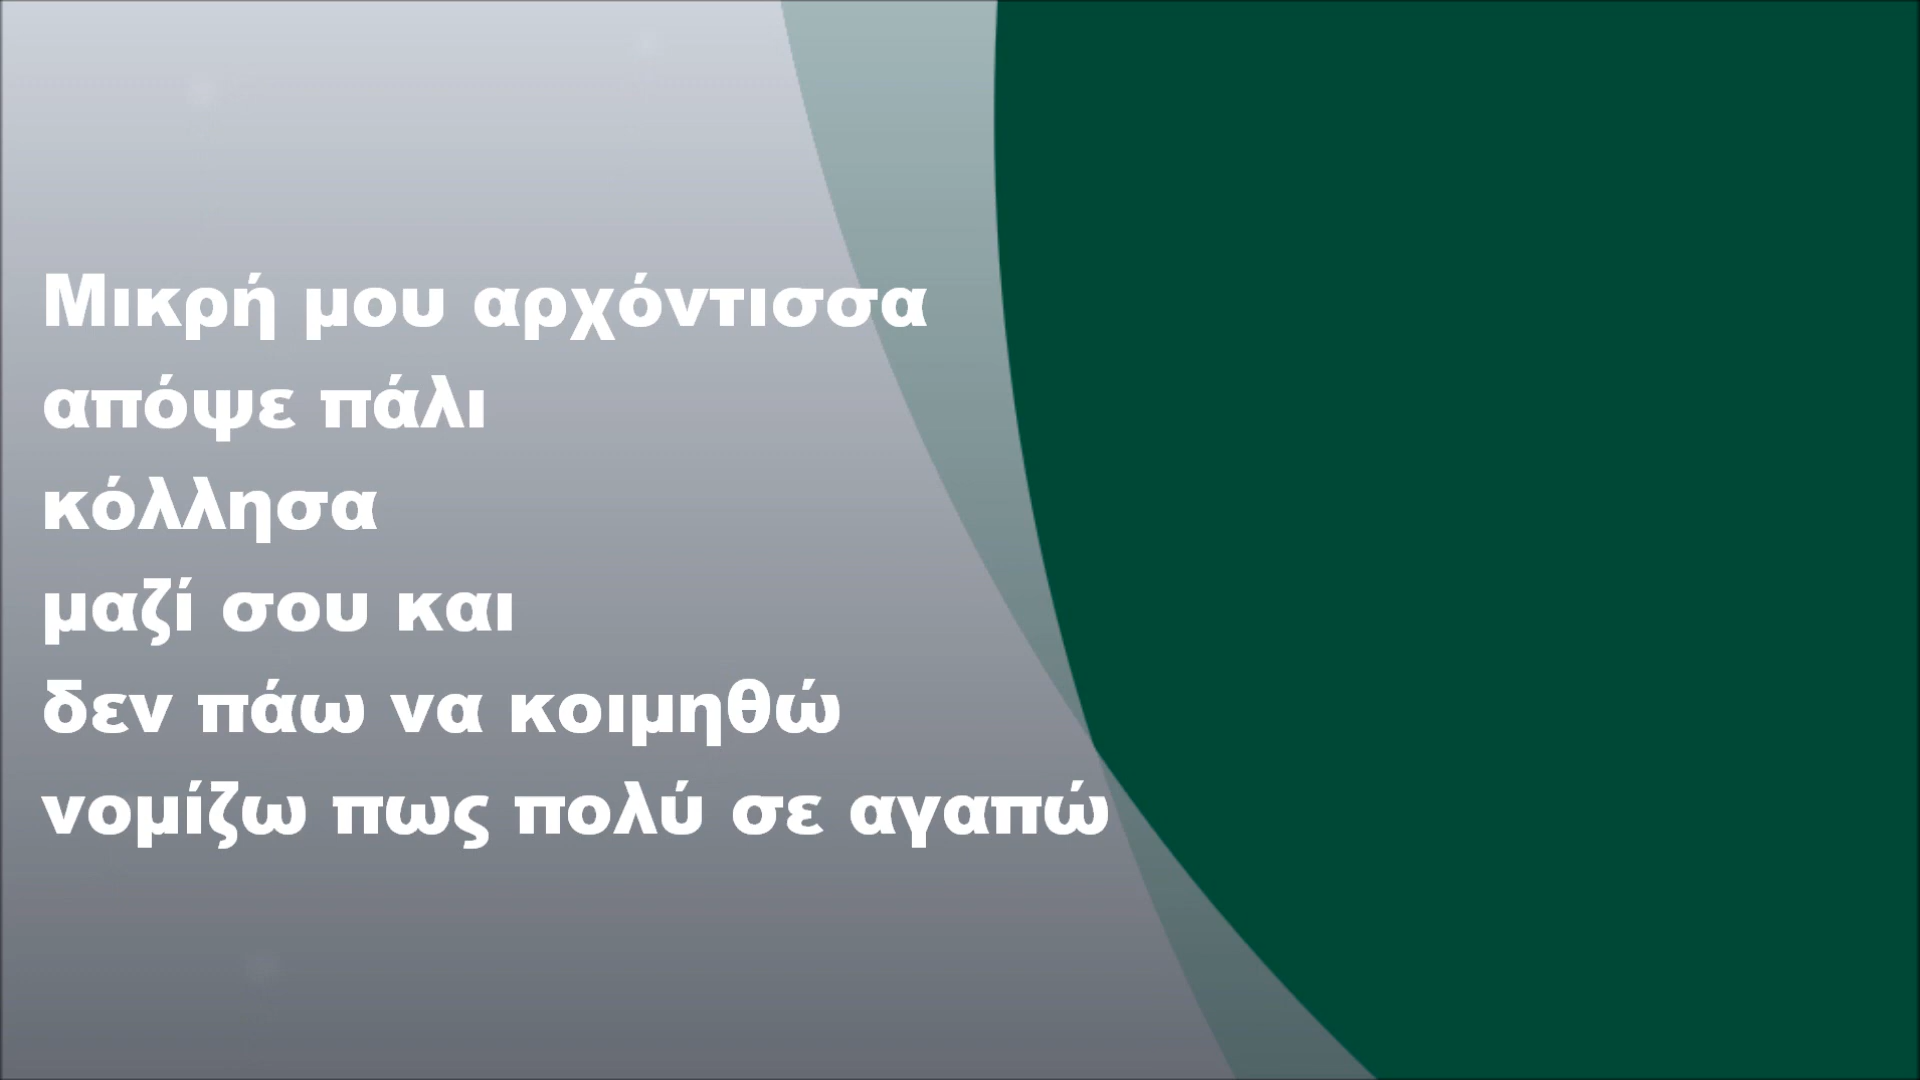 Μικρή μου αρχόντισσα
απόψε πάλι
κόλλησα
μαζί σου και
δεν πάω να κοιμηθώ
νομίζω πως πολύ σε αγαπώ